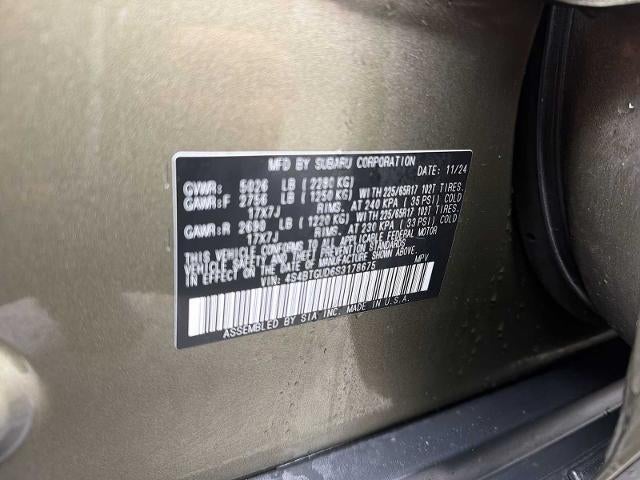 MFD BY SUBARU CORPORATION DATE: 11/24
GVWR: 5026 LB ( 2280 KG)
GAWR:F 2756 LB ( 1250 KG) WITH 225/65R17 102T TIRES.
17X7J RIMS, AT 240 KPA ( 35 PSI) COLD
GAWR:R 2690 LB ( 1220 KG) WITH 225/65R17 102T TIRES.
17X7J RIMS, AT 230 KPA ( 33 PSI) COLD
THIS VEHICLE CONFORMS TO ALL APPLICABLE FEDERAL MOTOR
VEHICLE SAFETY AND THEFT PREVENTION STANDARDS
IN EFFECT ON THE DATE OF MANUFACTURE SHOWN ABOVE.
VIN: 4S4BTGUD6S3178675 MPV
ASSEMBLED BY SIA INC. MADE IN U.S.A.